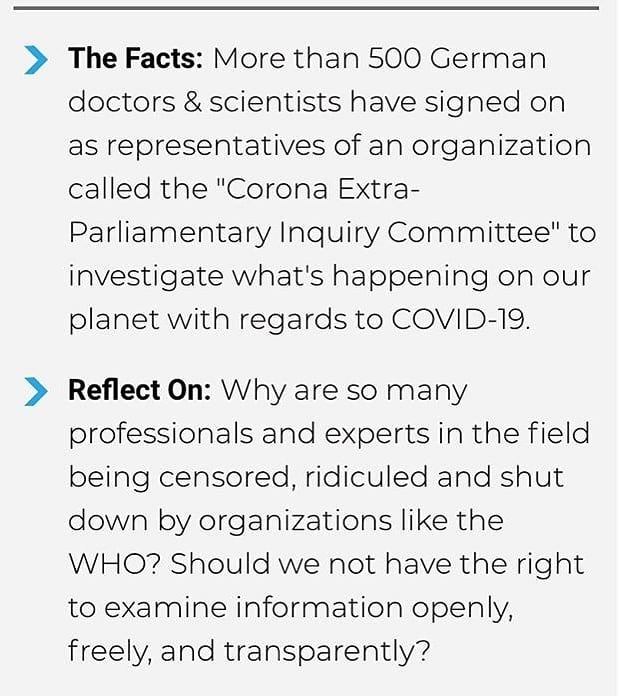 The Facts: More than 500 German
doctors & scientists have signed on
as representatives of an organization
called the "Corona Extra-
Parliamentary Inquiry Committee" to
investigate what's happening on our
planet with regards to COVID-19.
Reflect On: Why are so many
professionals and experts in the field
being censored, ridiculed and shut
down by organizations like the
WHO? Should we not have the right
to examine information openly,
freely, and transparently?